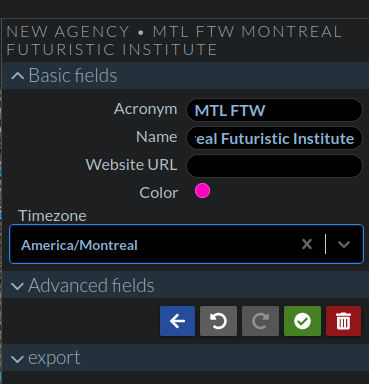 NEW AGENCY • MTL FTW MONTREAL
FUTURISTIC INSTITUTE
Basic fields
Acronym MTL FTW
Name real Futuristic Institute
Website URL
Color
Timezone
America/Montreal
Advanced fields
export